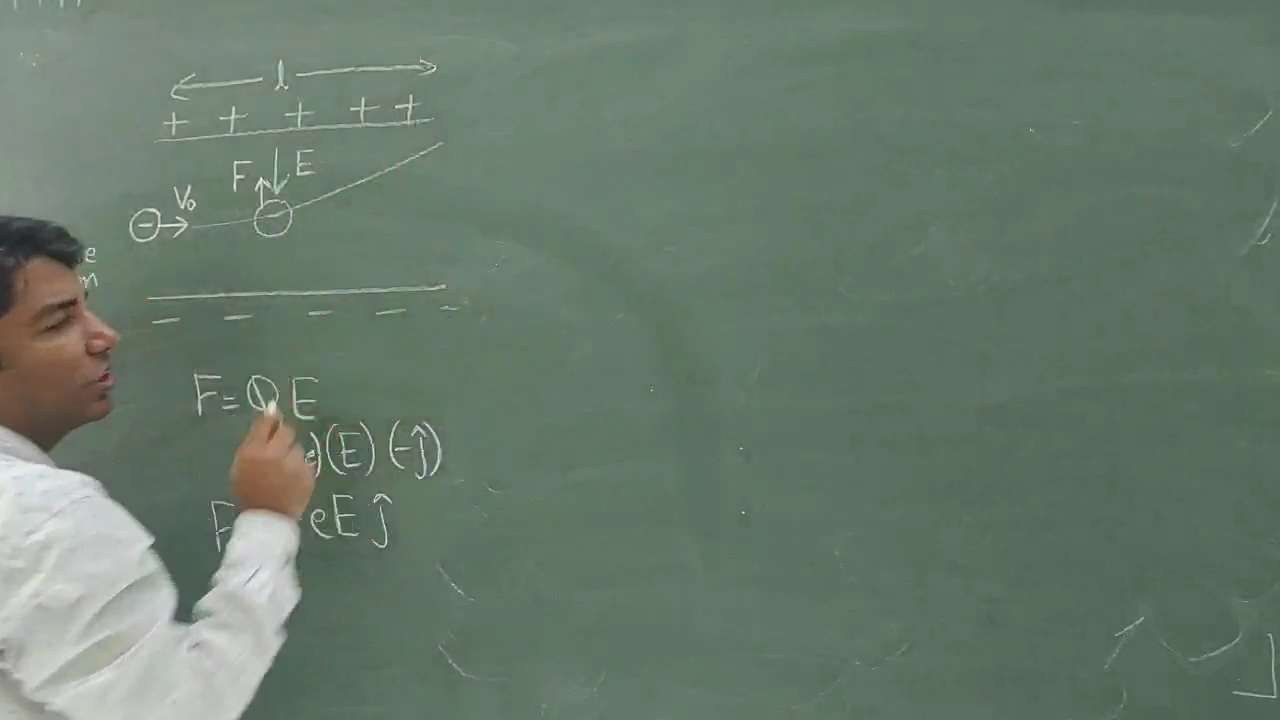 l
+ + + + +
F E
V₀
−
e
m
− − − − −
F = Q E
e) (E) (-ĵ)
F eE ĵ